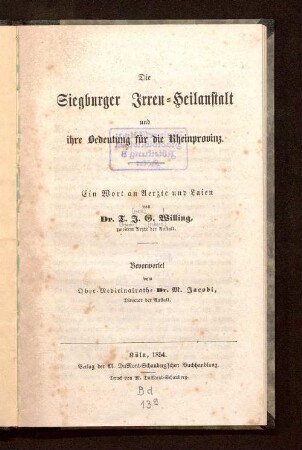 Die
Siegburger Irren-Heilanstalt
und
ihre Bedeutung für die Rheinprovinz.
Ein Wort an Aerzte und Laien
von
Dr. T. J. G. Willing,
zweitem Arzte der Anstalt.
Bevorwortet
vom
Ober-Medicinalrathe Dr. M. Jacobi,
Director der Anstalt.
Köln, 1854.
Verlag der M. DuMont-Schauberg'schen Buchhandlung.
Druck von M. DuMont-Schauberg.
Bd
132